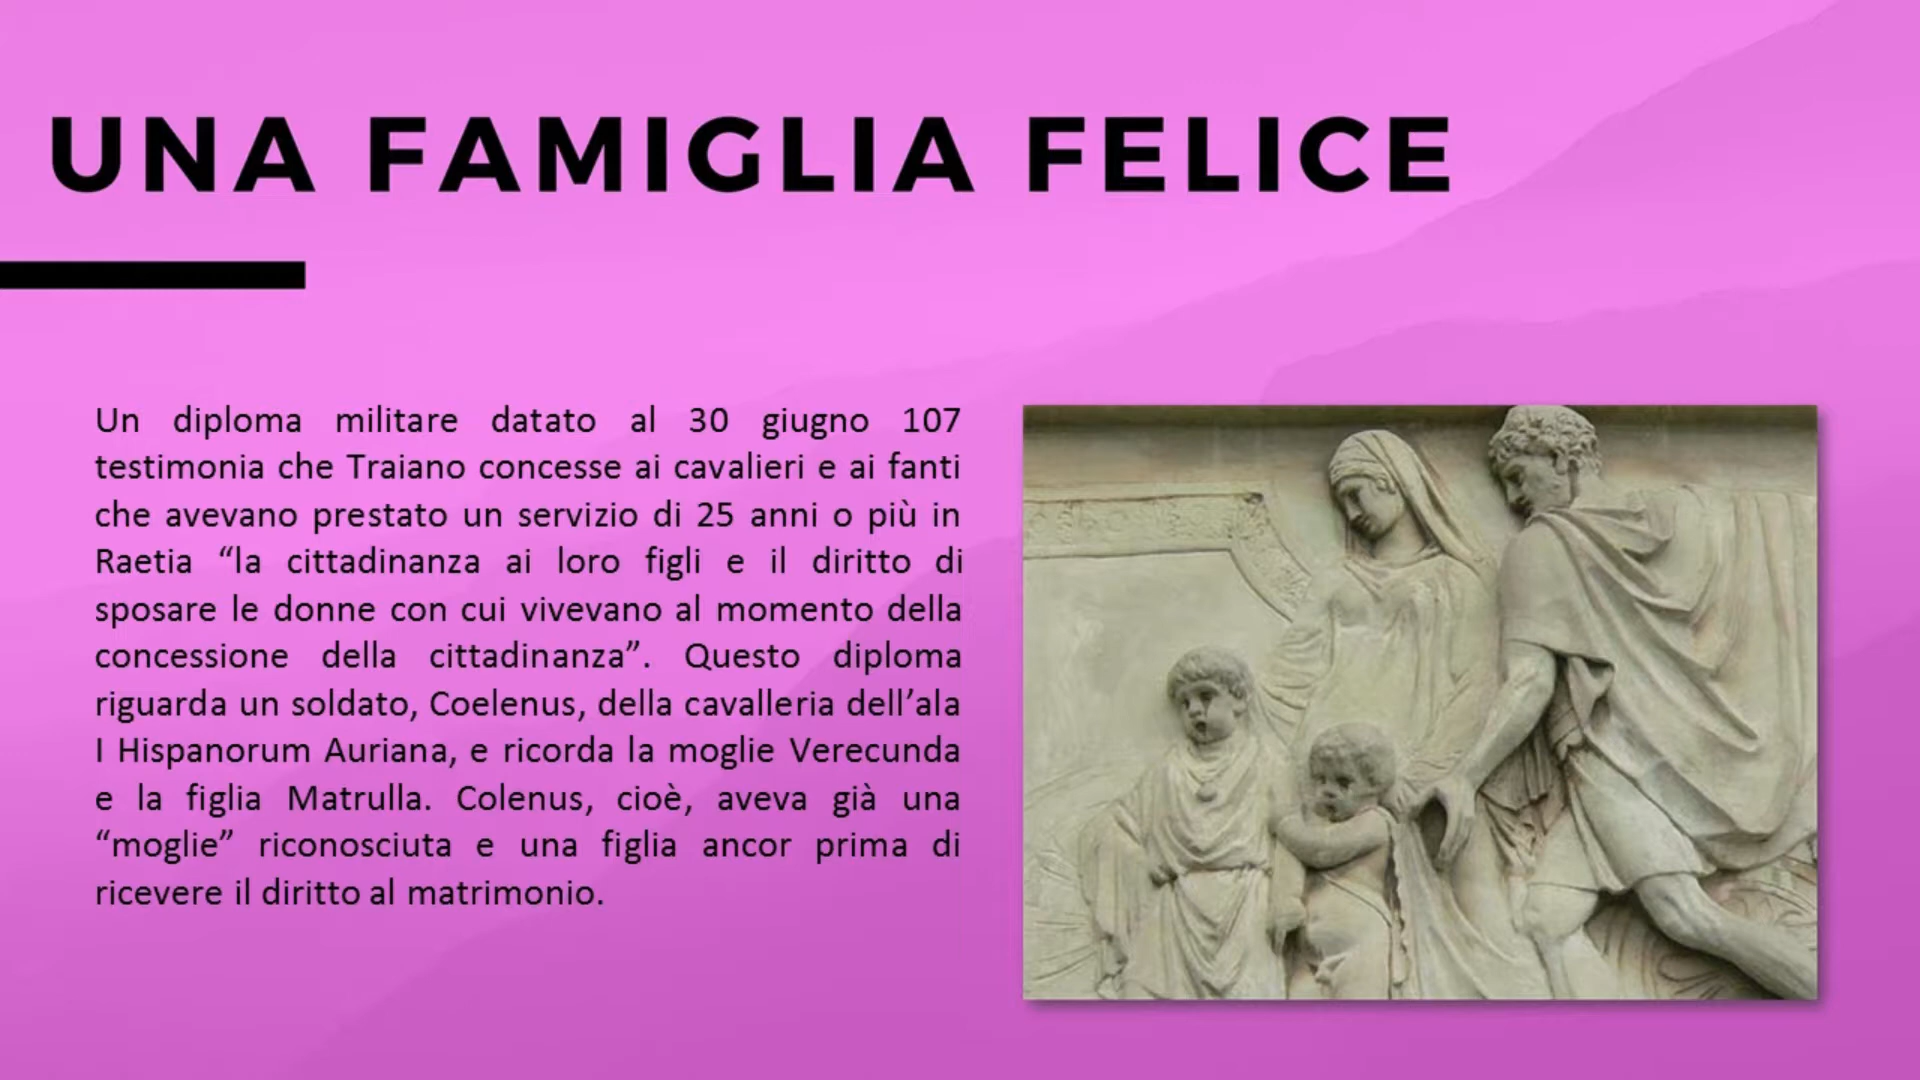 UNA FAMIGLIA FELICE
Un diploma militare datato al 30 giugno 107
testimonia che Traiano concesse ai cavalieri e ai fanti
che avevano prestato un servizio di 25 anni o più in
Raetia “la cittadinanza ai loro figli e il diritto di
sposare le donne con cui vivevano al momento della
concessione della cittadinanza”. Questo diploma
riguarda un soldato, Coelenus, della cavalleria dell’ala
I Hispanorum Auriana, e ricorda la moglie Verecunda
e la figlia Matrulla. Colenus, cioè, aveva già una
“moglie” riconosciuta e una figlia ancor prima di
ricevere il diritto al matrimonio.